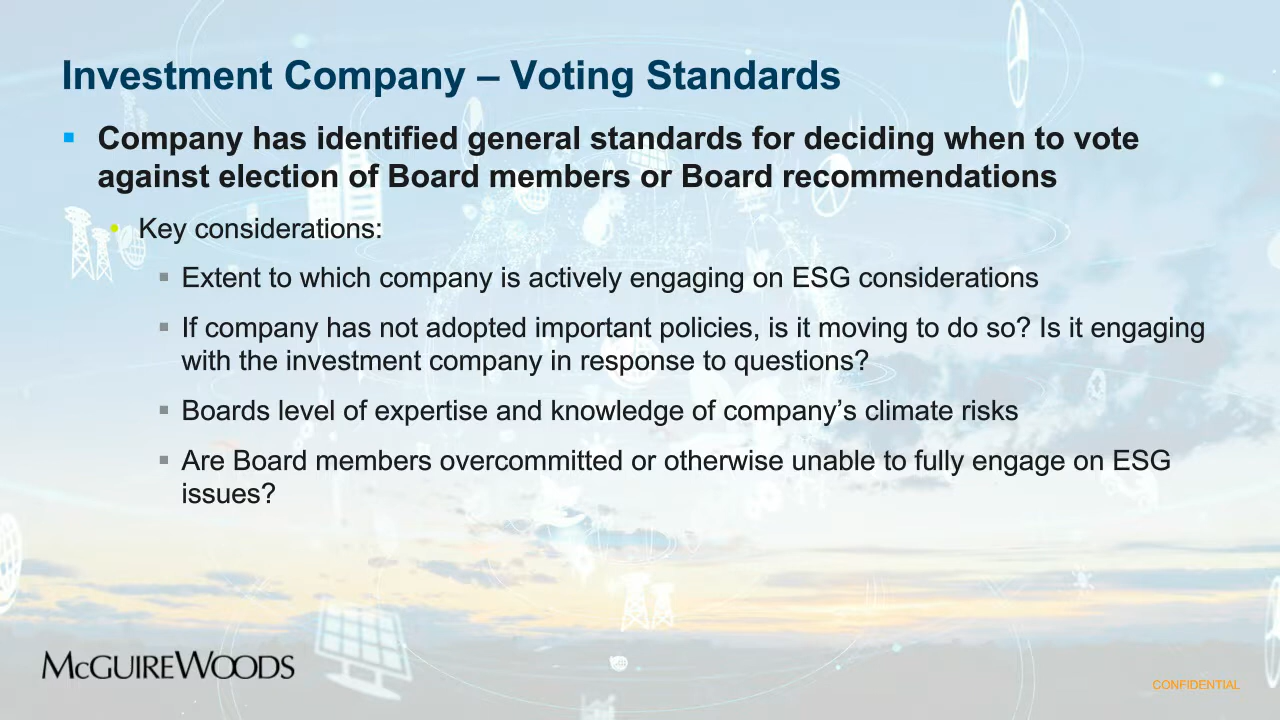 Investment Company – Voting Standards
▪ Company has identified general standards for deciding when to vote
against election of Board members or Board recommendations
• Key considerations:
▪ Extent to which company is actively engaging on ESG considerations
▪ If company has not adopted important policies, is it moving to do so? Is it engaging
with the investment company in response to questions?
▪ Boards level of expertise and knowledge of company’s climate risks
▪ Are Board members overcommitted or otherwise unable to fully engage on ESG
issues?
McGuireWoods
CONFIDENTIAL